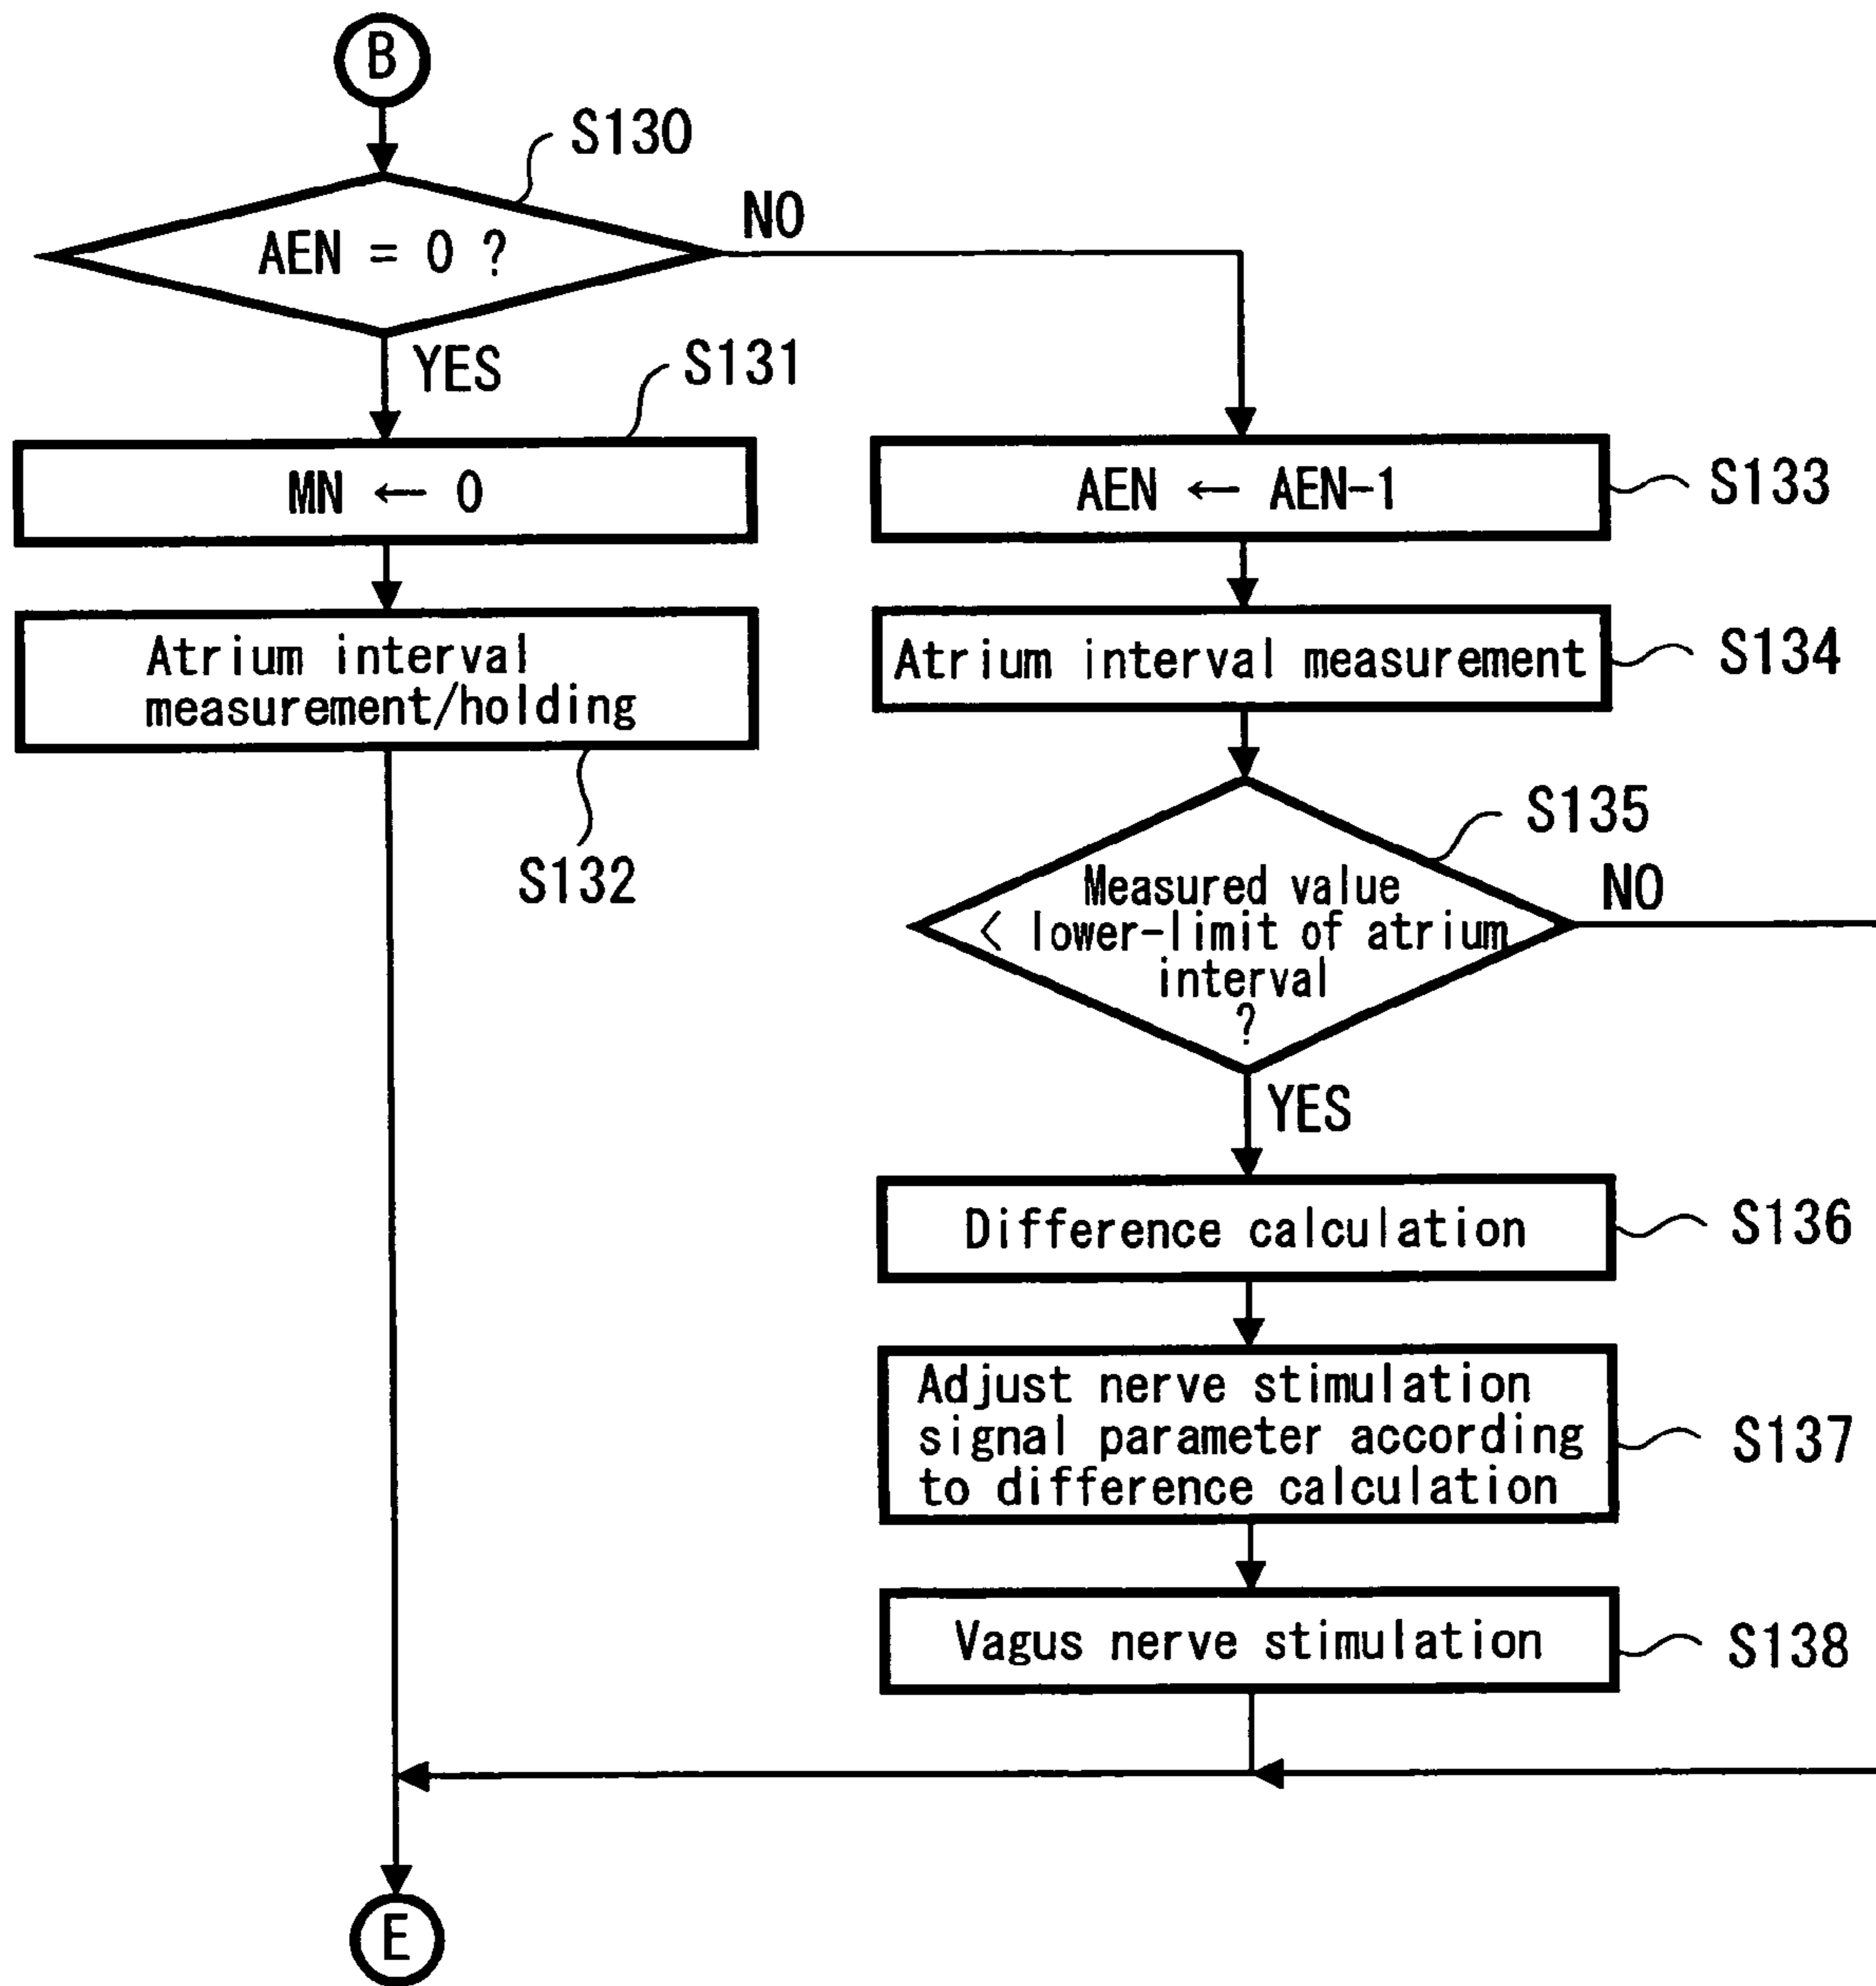 B
S130
AEN = 0 ?
NO
YES
S131
MN ← 0
AEN ← AEN-1
S133
Atrium interval
measurement/holding
S132
Atrium interval measurement
S134
S135
Measured value
< lower-limit of atrium
interval
?
NO
YES
Difference calculation
S136
Adjust nerve stimulation
signal parameter according
to difference calculation
S137
Vagus nerve stimulation
S138
E